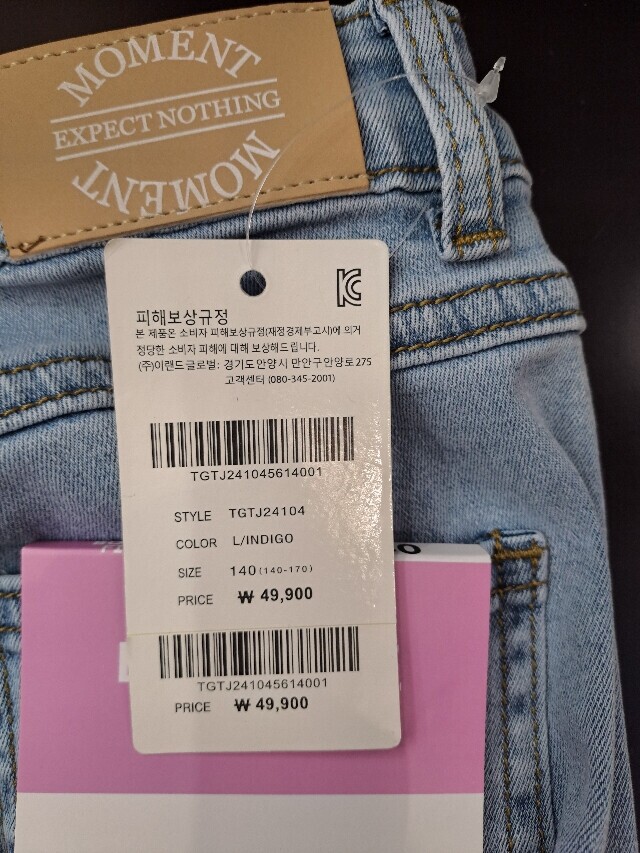 MOMENT
EXPECT NOTHING
MOMENT
피해보상규정
본 제품은 소비자 피해보상규정(재정경제부고시)에 의거
정당한 소비자 피해에 대해 보상해드립니다.
(주)이랜드글로벌: 경기도 안양시 만안구 안양로 275
고객센터 (080-345-2001)
TGTJ241045614001
STYLE TGTJ24104
COLOR L/INDIGO
SIZE 140 (140-170)
PRICE ₩ 49,900
TGTJ241045614001
PRICE ₩ 49,900